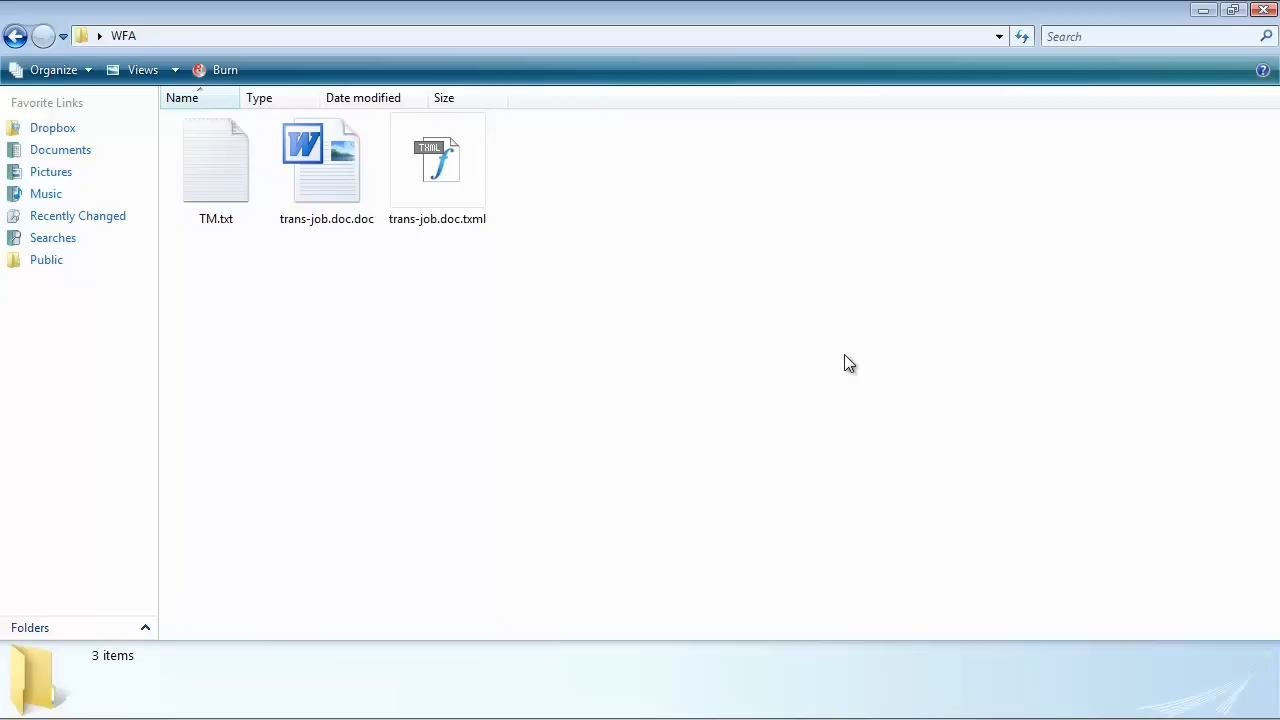 WFA
Search
Organize
Views
Burn
Favorite Links
Name
Type
Date modified
Size
Dropbox
Documents
Pictures
Music
Recently Changed
Searches
Public
W
TXML
f
TM.txt
trans-job.doc.doc
trans-job.doc.txml
Folders
3 items